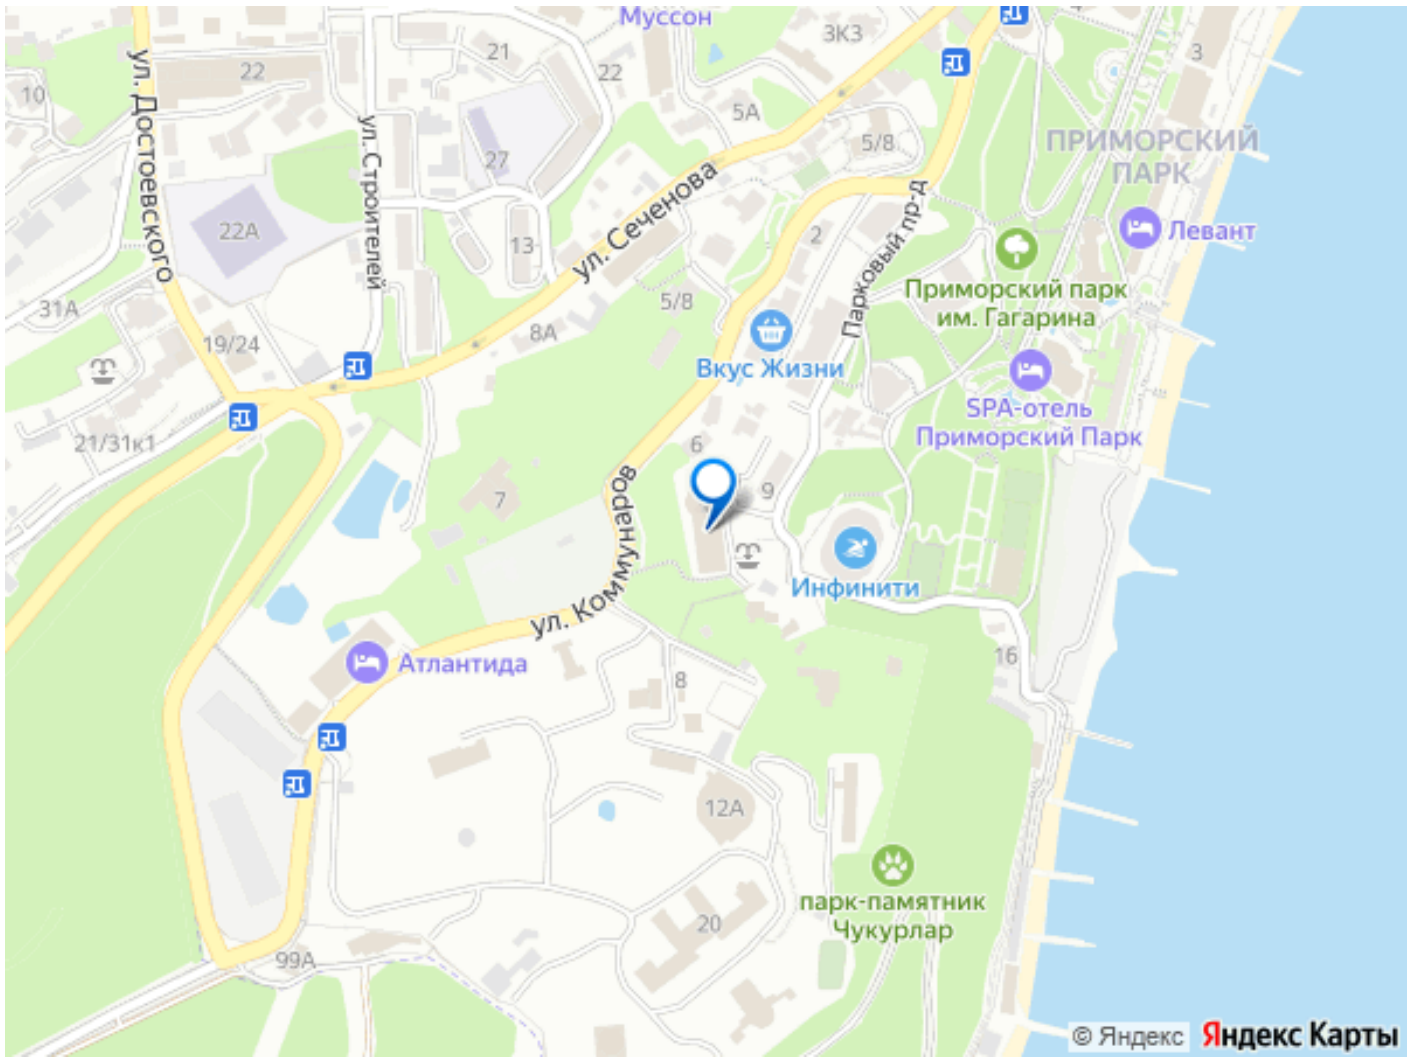 Муссон
3К3
4
3
21
22
22
10
5А
5/8
27
ул. Достоевского
ул. Строителей
ПРИМОРСКИЙ
ПАРК
ул. Сеченова
Парковый пр-д
22А
13
2
Левант
Приморский парк
им. Гагарина
31А
5/8
8А
19/24
Вкус Жизни
SPA-отель
Приморский Парк
21/31к1
6
7
9
ул. Коммунаров
Инфинити
Атлантида
8
16
12А
парк-памятник
Чукурлар
20
99А
© Яндекс Яндекс Карты